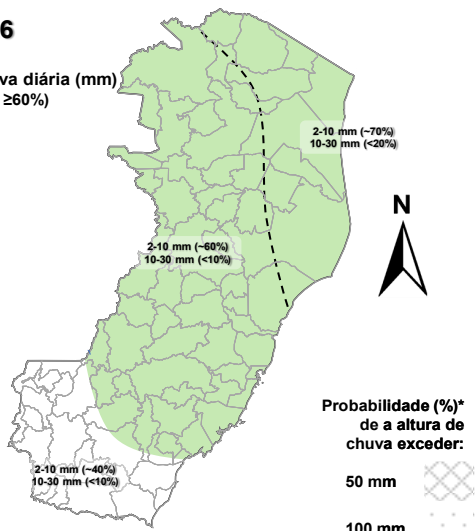 6
va diária (mm)
≥60%)
2-10 mm (~70%)
10-30 mm (<20%)
N
2-10 mm (~60%)
10-30 mm (<10%)
Probabilidade (%)*
de a altura de
chuva exceder:
50 mm
2-10 mm (~40%)
10-30 mm (<10%)
100 mm